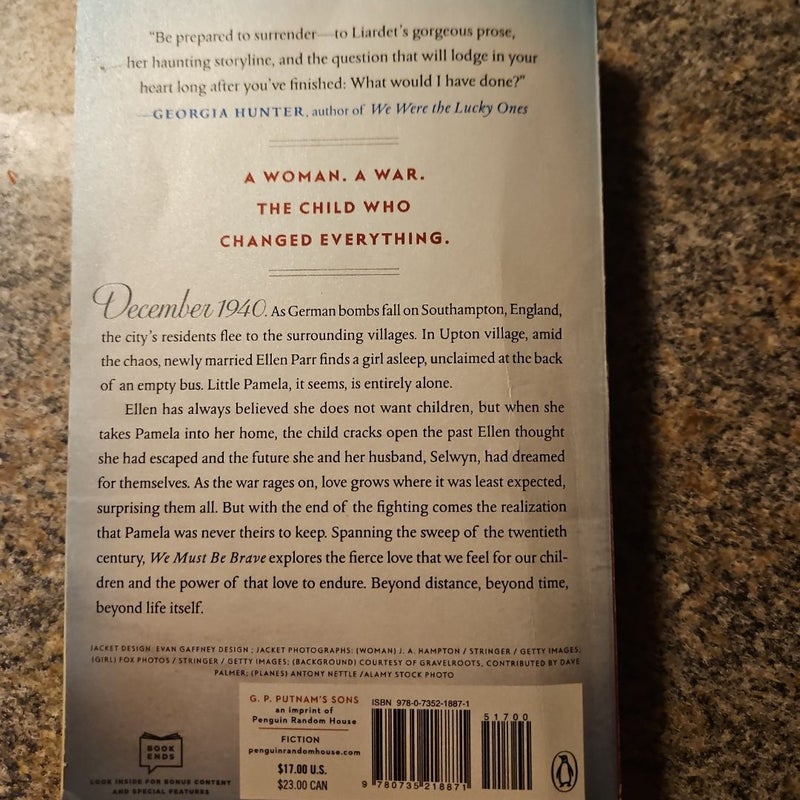 "Be prepared to surrender—to Liardet's gorgeous prose,
her haunting storyline, and the question that will lodge in your
heart long after you've finished: What would I have done?"
—GEORGIA HUNTER, author of We Were the Lucky Ones
A WOMAN. A WAR.
THE CHILD WHO
CHANGED EVERYTHING.
December 1940. As German bombs fall on Southampton, England,
the city's residents flee to the surrounding villages. In Upton village, amid
the chaos, newly married Ellen Parr finds a girl asleep, unclaimed at the back
of an empty bus. Little Pamela, it seems, is entirely alone.
Ellen has always believed she does not want children, but when she
takes Pamela into her home, the child cracks open the past Ellen thought
she had escaped and the future she and her husband, Selwyn, had dreamed
for themselves. As the war rages on, love grows where it was least expected,
surprising them all. But with the end of the fighting comes the realization
that Pamela was never theirs to keep. Spanning the sweep of the twentieth
century, We Must Be Brave explores the fierce love that we feel for our chil-
dren and the power of that love to endure. Beyond distance, beyond time,
beyond life itself.
JACKET DESIGN: EVAN GAFFNEY DESIGN ; JACKET PHOTOGRAPHS: (WOMAN) J. A. HAMPTON / STRINGER / GETTY IMAGES;
(GIRL) FOX PHOTOS / STRINGER / GETTY IMAGES; (BACKGROUND) COURTESY OF GRAVELROOTS, CONTRIBUTED BY DAVE
PALMER; (PLANES) ANTONY NETTLE /ALAMY STOCK PHOTO
BOOK
ENDS
LOOK INSIDE FOR BONUS CONTENT
AND SPECIAL FEATURES
G. P. PUTNAM'S SONS
an imprint of
Penguin Random House
FICTION
penguinrandomhouse.com
$17.00 U.S.
$23.00 CAN
ISBN 978-0-7352-1887-1
51700
9 780735 218871